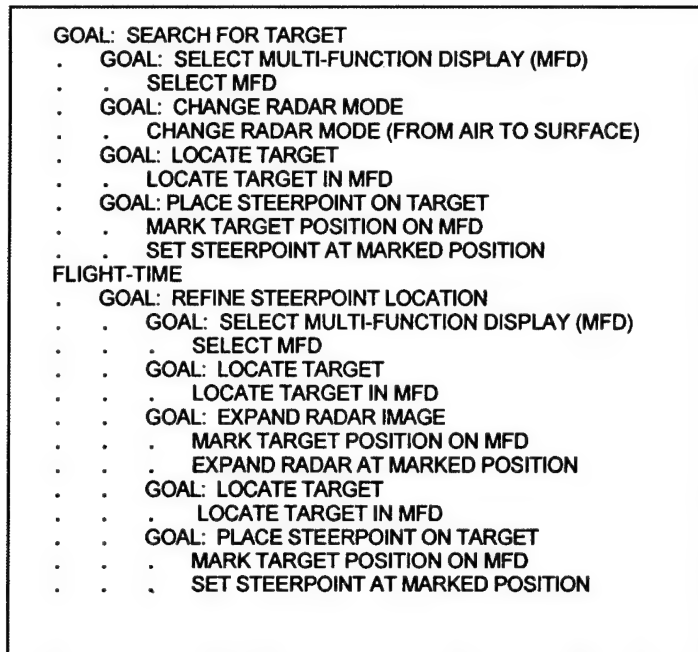 GOAL: SEARCH FOR TARGET
. GOAL: SELECT MULTI-FUNCTION DISPLAY (MFD)
. . SELECT MFD
. GOAL: CHANGE RADAR MODE
. . CHANGE RADAR MODE (FROM AIR TO SURFACE)
. GOAL: LOCATE TARGET
. . LOCATE TARGET IN MFD
. GOAL: PLACE STEERPOINT ON TARGET
. . MARK TARGET POSITION ON MFD
. . SET STEERPOINT AT MARKED POSITION
FLIGHT-TIME
. GOAL: REFINE STEERPOINT LOCATION
. . GOAL: SELECT MULTI-FUNCTION DISPLAY (MFD)
. . . SELECT MFD
. . GOAL: LOCATE TARGET
. . . LOCATE TARGET IN MFD
. . GOAL: EXPAND RADAR IMAGE
. . . MARK TARGET POSITION ON MFD
. . . EXPAND RADAR AT MARKED POSITION
. . GOAL: LOCATE TARGET
. . . LOCATE TARGET IN MFD
. . GOAL: PLACE STEERPOINT ON TARGET
. . . MARK TARGET POSITION ON MFD
. . . SET STEERPOINT AT MARKED POSITION